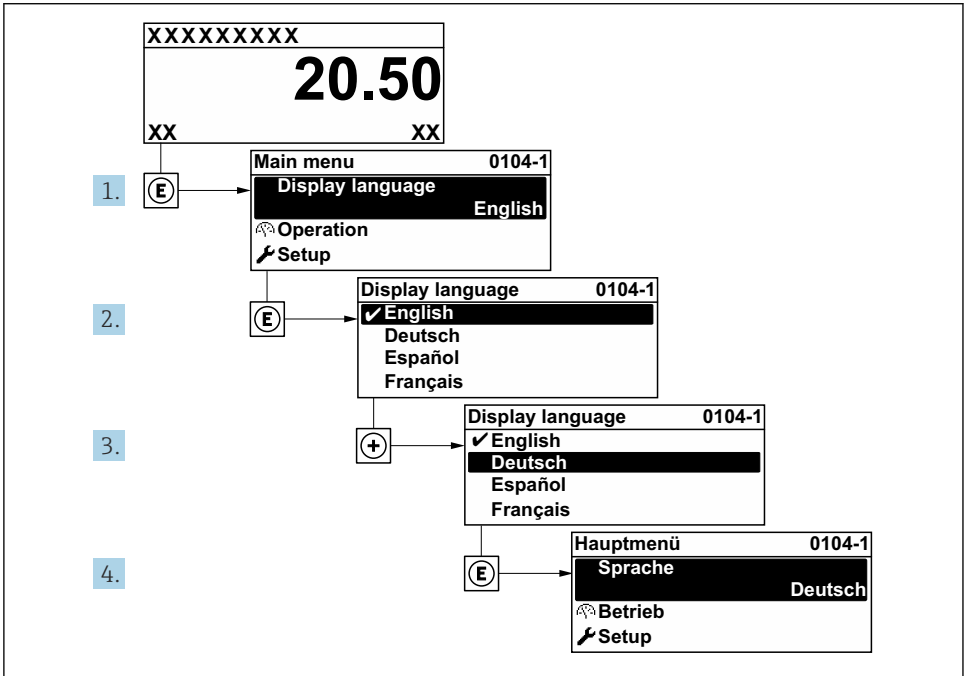 XXXXXXXXX
20.50
XX XX
1. E
Main menu 0104-1
Display language
English
Operation
Setup
2. E
Display language 0104-1
✔English
Deutsch
Español
Français
3. +
Display language 0104-1
✔English
Deutsch
Español
Français
4. E
Hauptmenü 0104-1
Sprache
Deutsch
Betrieb
Setup